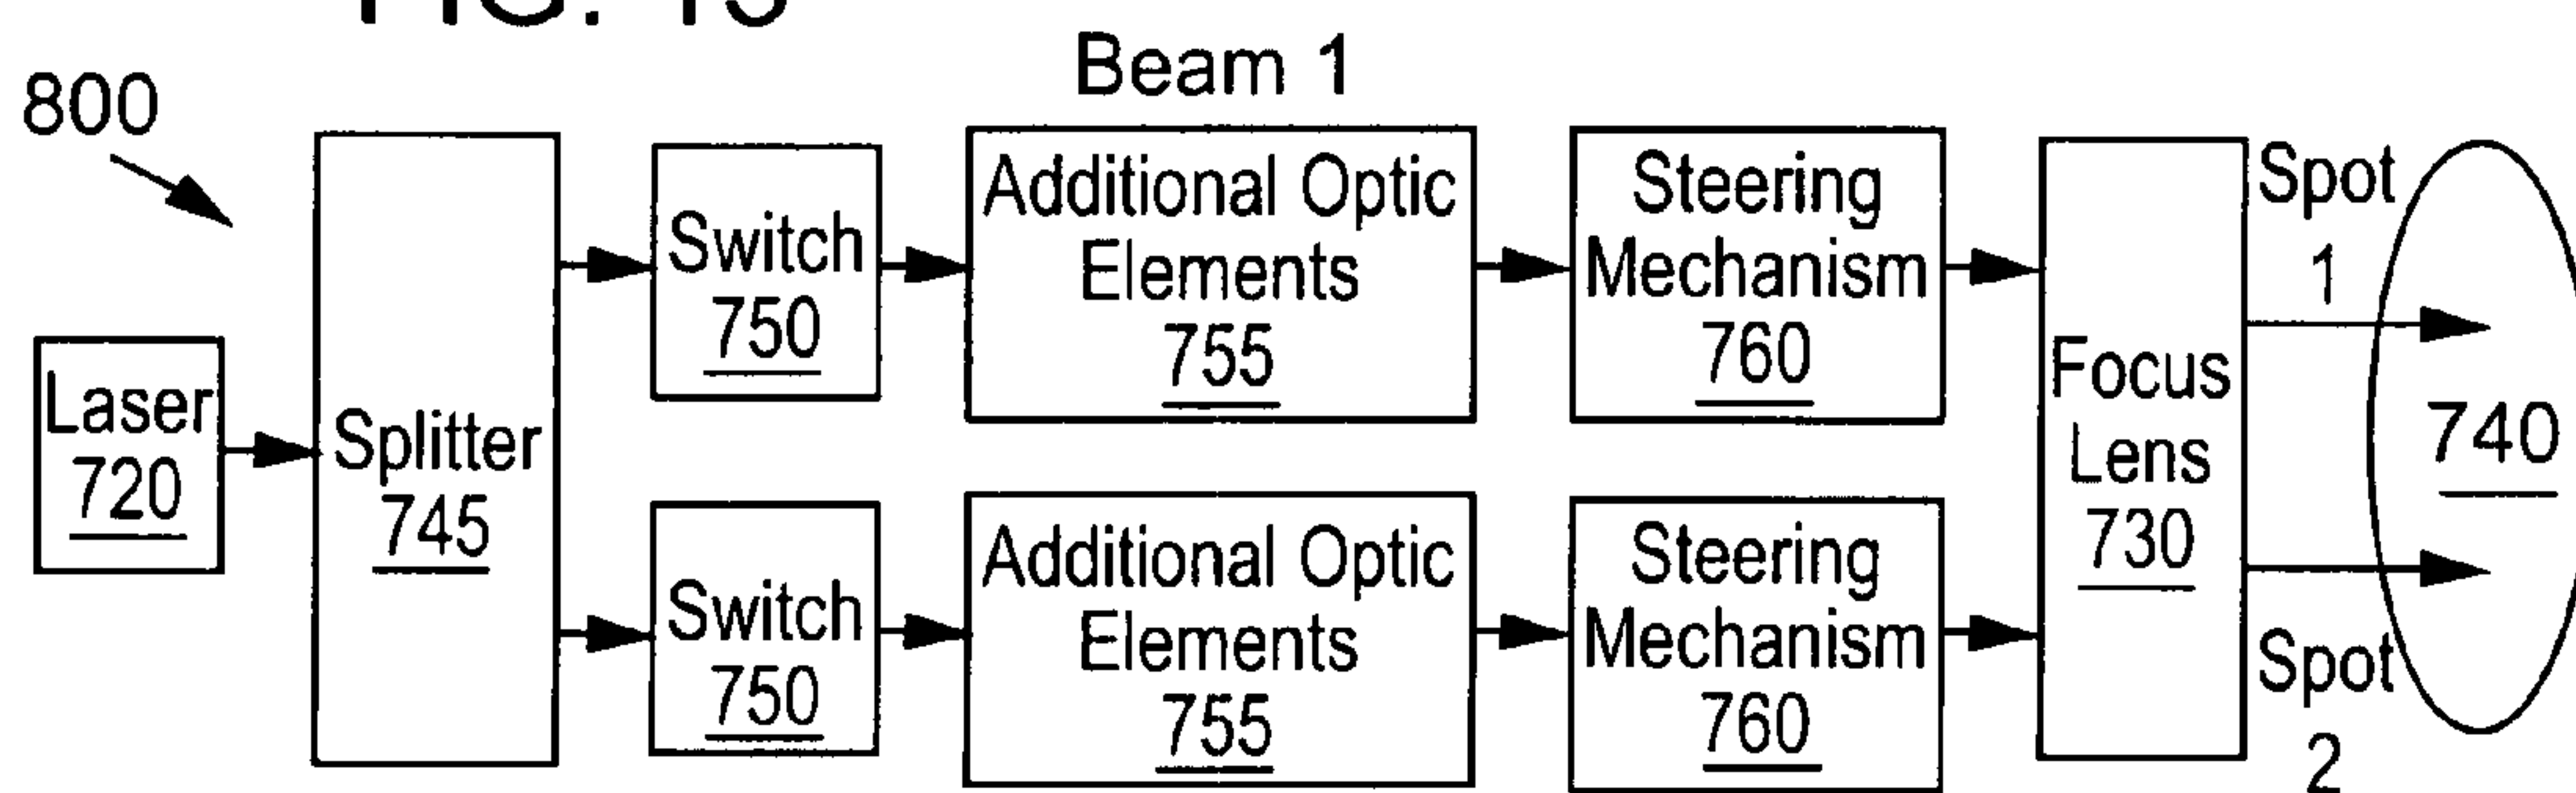 Beam 1
800
Laser
720
Splitter
745
Switch
750
Additional Optic
Elements
755
Steering
Mechanism
760
Switch
750
Additional Optic
Elements
755
Steering
Mechanism
760
Focus
Lens
730
Spot
1
Spot
2
740